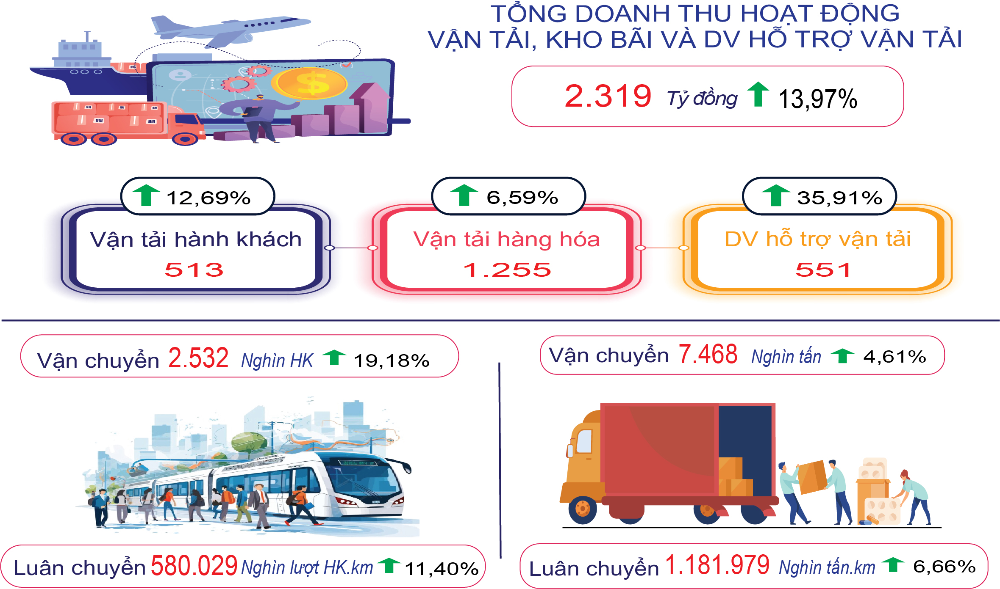 TỔNG DOANH THU HOẠT ĐỘNG
VẬN TẢI, KHO BÃI VÀ DV HỖ TRỢ VẬN TẢI
2.319 Tỷ đồng 13,97%
12,69%
Vận tải hành khách
513
6,59%
Vận tải hàng hóa
1.255
35,91%
DV hỗ trợ vận tải
551
Vận chuyển 2.532 Nghìn HK 19,18%
Luân chuyển 580.029 Nghìn lượt HK.km 11,40%
Vận chuyển 7.468 Nghìn tấn 4,61%
Luân chuyển 1.181.979 Nghìn tấn.km 6,66%